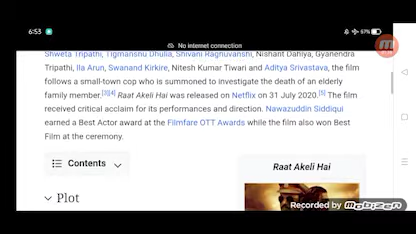 6:53
67%
No internet connection
Shweta Tripathi, Tigmanshu Dhulia, Shivani Raghuvanshi, Nishant Dahiya, Gyanendra
Tripathi, Ila Arun, Swanand Kirkire, Nitesh Kumar Tiwari and Aditya Srivastava, the film
follows a small-town cop who is summoned to investigate the death of an elderly
family member.[3][4] Raat Akeli Hai was released on Netflix on 31 July 2020.[5] The film
received critical acclaim for its performances and direction. Nawazuddin Siddiqui
earned a Best Actor award at the Filmfare OTT Awards while the film also won Best
Film at the ceremony.
Contents
Raat Akeli Hai
Plot
Recorded by mobizen